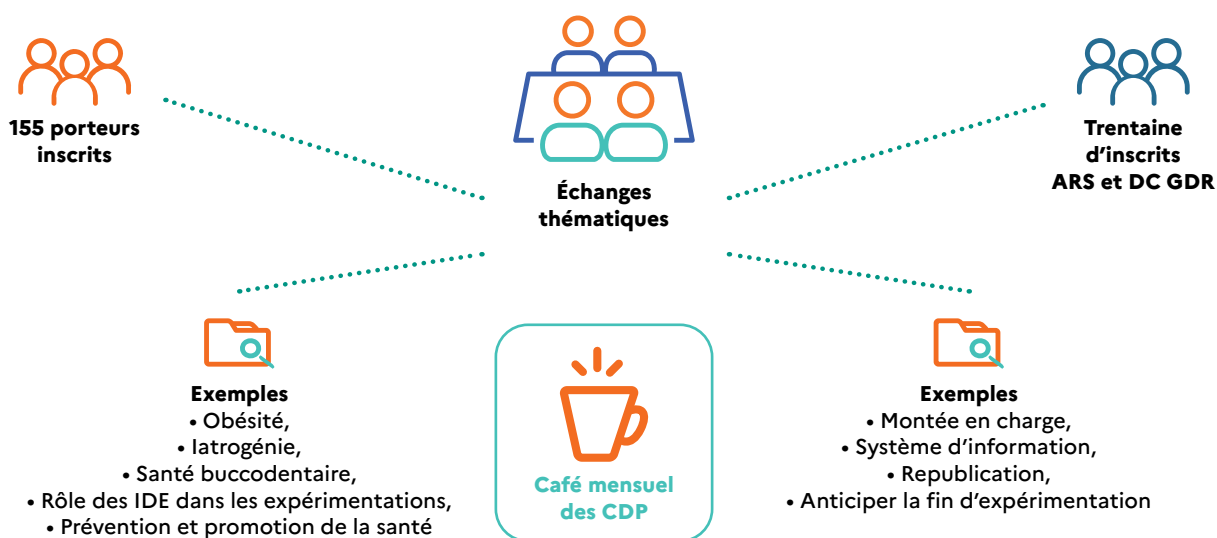 155 porteurs
inscrits
Échanges
thématiques
Trentaine
d’inscrits
ARS et DC GDR
Exemples
• Obésité,
• Iatrogénie,
• Santé buccodentaire,
• Rôle des IDE dans les expérimentations,
• Prévention et promotion de la santé
Café mensuel
des CDP
Exemples
• Montée en charge,
• Système d’information,
• Republication,
• Anticiper la fin d’expérimentation